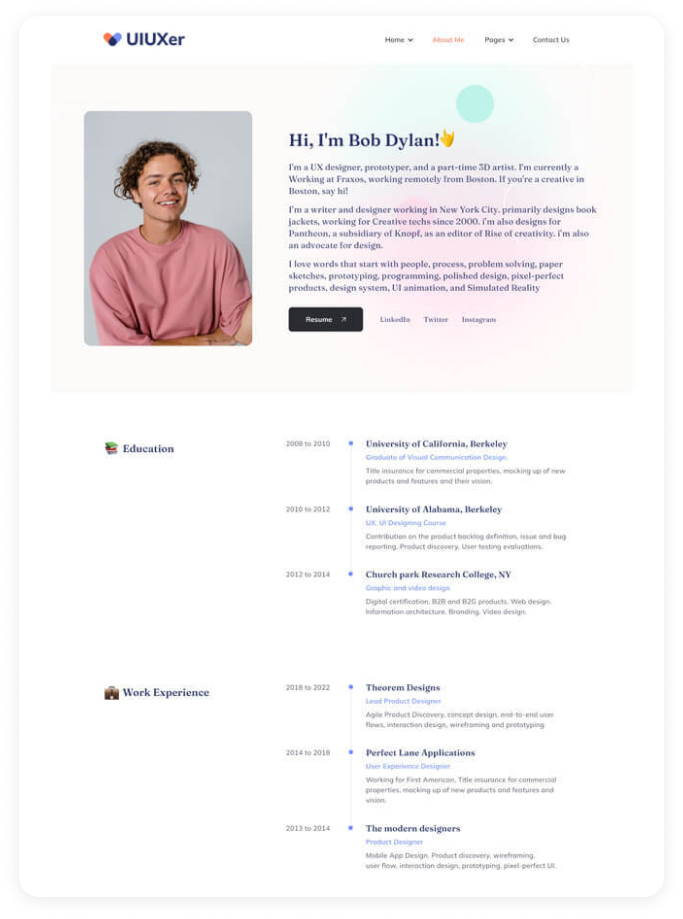 UIUXer
Home
About Me
Pages
Contact Us
Hi, I'm Bob Dylan!
I'm a UX designer, prototyper, and a part-time 3D artist. I'm currently a
Working at Fraxos, working remotely from Boston. If you're a creative in
Boston, say hi!
I'm a writer and designer working in New York City. primarily designs book
jackets, working for Creative techs since 2000. i'm also designs for
Pantheon, a subsidiary of Knopf, as an editor of Rise of creativity. i'm also
an advocate for design.
I love words that start with people, process, problem solving, paper
sketches, prototyping, programming, polished design, pixel-perfect
products, design system, UI animation, and Simulated Reality
Resume
LinkedIn
Twitter
Instagram
Education
2008 to 2010
University of California, Berkeley
Graduate of Visual Communication Design.
Title insurance for commercial properties, mocking up of new
products and features and their vision.
2010 to 2012
University of Alabama, Berkeley
UX, UI Designing Course
Contribution on the product backlog definition, issue and bug
reporting. Product discovery. User testing evaluations.
2012 to 2014
Church park Research College, NY
Graphic and video design
Digital certification. B2B and B2G products. Web design.
Information architecture. Branding. Video design.
Work Experience
2018 to 2022
Theorem Designs
Lead Product Designer
Agile Product Discovery, concept design, end-to-end user
flows, interaction design, wireframing and prototyping
2014 to 2018
Perfect Lane Applications
User Experience Designer
Working for First American, Title insurance for commercial
properties, mocking up of new products and features and
vision.
2013 to 2014
The modern designers
Product Designer
Mobile App Design. Product discovery, wireframing,
user flow, interaction design, prototyping, pixel-perfect UI.